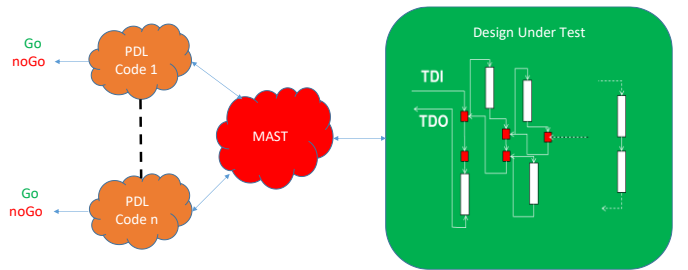 Go
noGo
PDL
Code 1
MAST
Go
noGo
PDL
Code n
Design Under Test
TDI
TDO